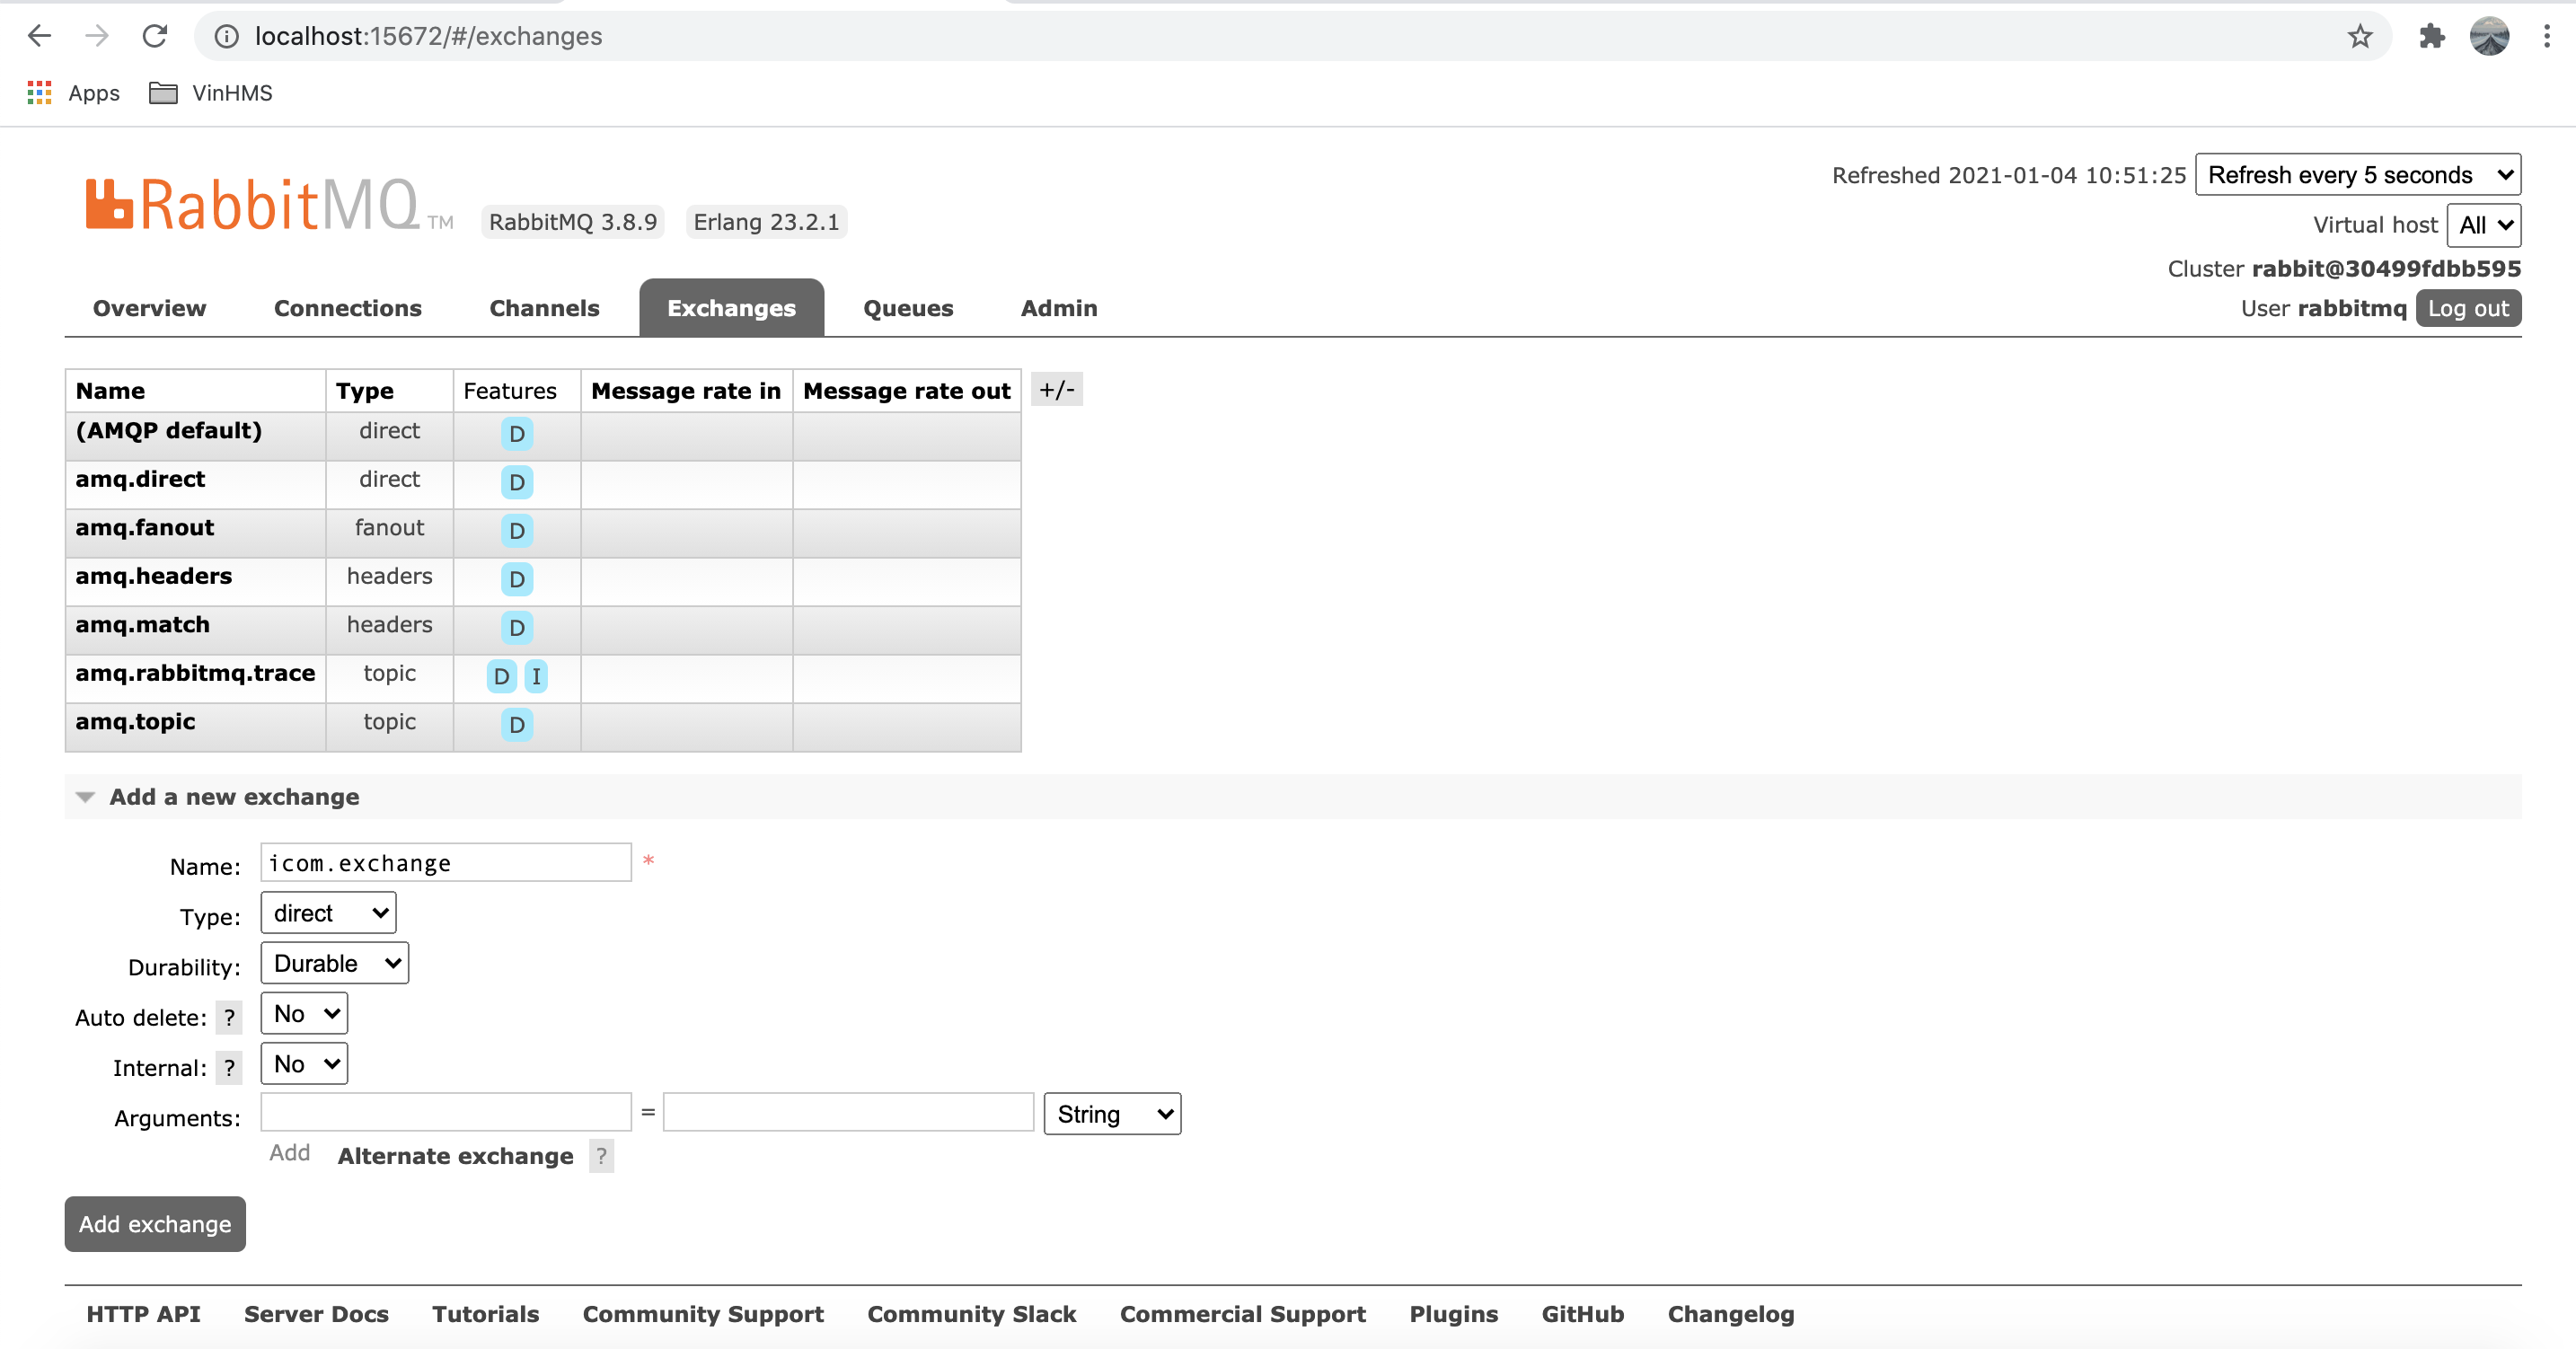 localhost:15672/#/exchanges
Apps VinHMS
Refreshed 2021-01-04 10:51:25 Refresh every 5 seconds
RabbitMQ TM RabbitMQ 3.8.9 Erlang 23.2.1
Virtual host All
Cluster rabbit@30499fdbb595
User rabbitmq Log out
Overview Connections Channels Exchanges Queues Admin
Name Type Features Message rate in Message rate out +/-
(AMQP default) direct D
amq.direct direct D
amq.fanout fanout D
amq.headers headers D
amq.match headers D
amq.rabbitmq.trace topic D I
amq.topic topic D
Add a new exchange
Name: icom.exchange *
Type: direct
Durability: Durable
Auto delete: ? No
Internal: ? No
Arguments: = String
Add Alternate exchange ?
Add exchange
HTTP API Server Docs Tutorials Community Support Community Slack Commercial Support Plugins GitHub Changelog